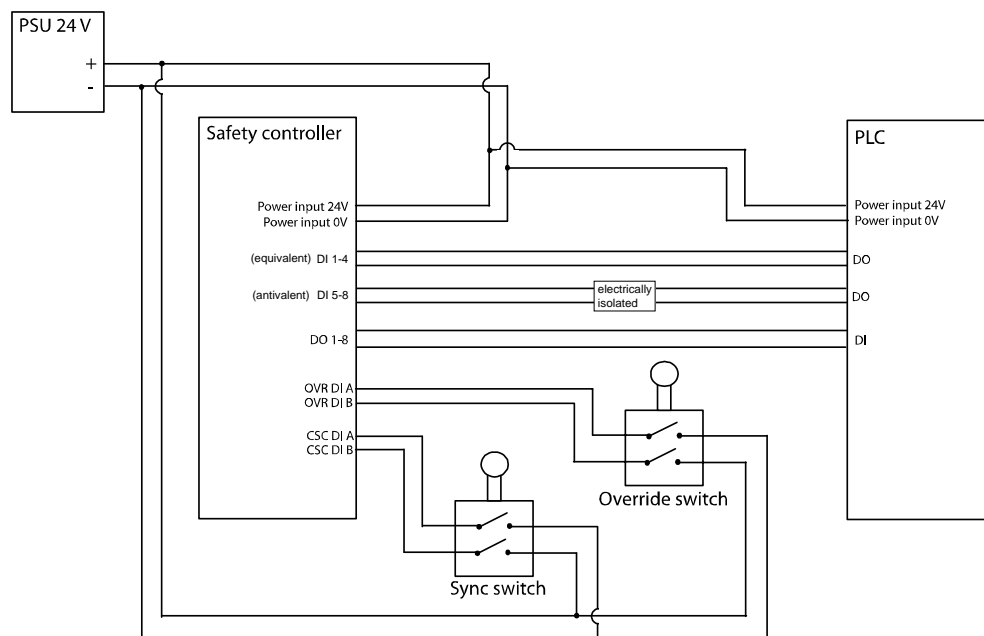 PSU 24 V
+
-
Safety controller
PLC
Power input 24V
Power input 0V
Power input 24V
Power input 0V
(equivalent) DI 1-4
DO
(antivalent) DI 5-8
electrically
isolated
DO
DO 1-8
DI
OVR DI A
OVR DI B
CSC DI A
CSC DI B
Override switch
Sync switch